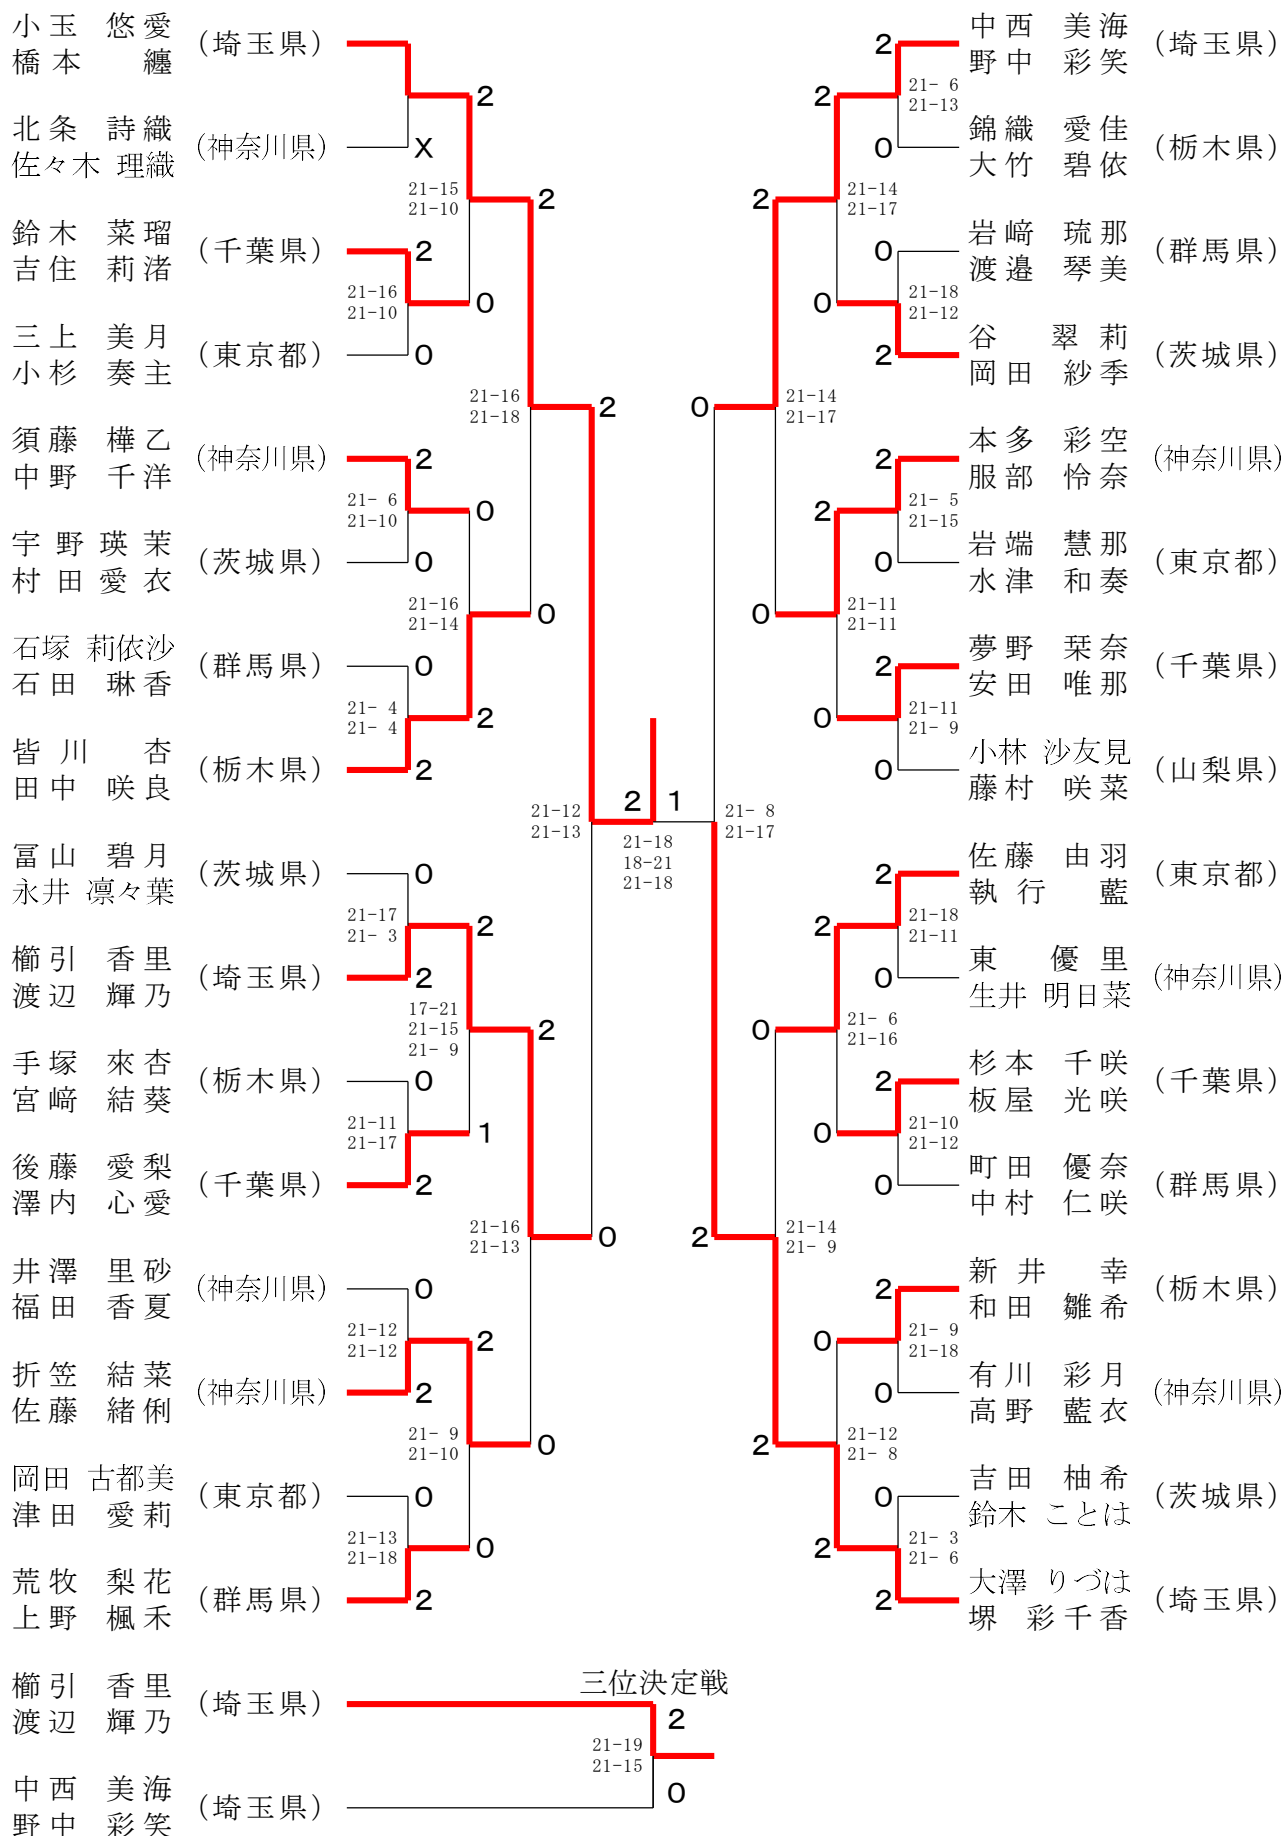 小玉 悠愛
橋本 纏
(埼玉県)
2
北条 詩織
佐々木 理織
(神奈川県)
X
21-15
21-10
2
鈴木 菜瑠
吉住 莉渚
(千葉県)
2
21-16
21-10
0
三上 美月
小杉 奏主
(東京都)
0
21-16
21-18
2
須藤 樺乙
中野 千洋
(神奈川県)
2
21- 6
21-10
0
宇野瑛茉
村田愛衣
(茨城県)
0
21-16
21-14
0
石塚 莉依沙
石田 琳香
(群馬県)
0
21- 4
21- 4
2
皆川 杏
田中 咲良
(栃木県)
2
21-12
21-13
冨山 碧月
永井 凛々葉
(茨城県)
0
21-17
21- 3
2
櫛引 香里
渡辺 輝乃
(埼玉県)
2
17-21
21-15
21- 9
2
手塚 來杏
宮﨑 結葵
(栃木県)
0
21-11
21-17
1
後藤 愛梨
澤内 心愛
(千葉県)
2
21-16
21-13
0
井澤 里砂
福田 香夏
(神奈川県)
0
21-12
21-12
2
折笠 結菜
佐藤 緒俐
(神奈川県)
2
21- 9
21-10
0
岡田 古都美
津田 愛莉
(東京都)
0
21-13
21-18
0
荒牧 梨花
上野 楓禾
(群馬県)
2
2 1
21-18
18-21
21-18
中西 美海
野中 彩笑
(埼玉県)
2
21- 6
21-13
2
錦織 愛佳
大竹 碧依
(栃木県)
0
21-14
21-17
2
岩﨑 琉那
渡邉 琴美
(群馬県)
0
21-18
21-12
0
谷 翠莉
岡田 紗季
(茨城県)
2
21-14
21-17
0
本多 彩空
服部 怜奈
(神奈川県)
2
21- 5
21-15
2
岩端 慧那
水津 和奏
(東京都)
0
21-11
21-11
0
夢野 栞奈
安田 唯那
(千葉県)
2
21-11
21- 9
0
小林 沙友見
藤村 咲菜
(山梨県)
0
21- 8
21-17
佐藤 由羽
執行 藍
(東京都)
2
21-18
21-11
2
東 優里
生井 明日菜
(神奈川県)
0
21- 6
21-16
0
杉本 千咲
板屋 光咲
(千葉県)
2
21-10
21-12
0
町田 優奈
中村 仁咲
(群馬県)
0
21-14
21- 9
2
新井 幸
和田 雛希
(栃木県)
2
21- 9
21-18
0
有川 彩月
高野 藍衣
(神奈川県)
0
21-12
21- 8
2
吉田 柚希
鈴木 ことは
(茨城県)
0
21- 3
21- 6
2
大澤 りづは
堺 彩千香
(埼玉県)
2
三位決定戦
櫛引 香里
渡辺 輝乃
(埼玉県)
2
21-19
21-15
中西 美海
野中 彩笑
(埼玉県)
0